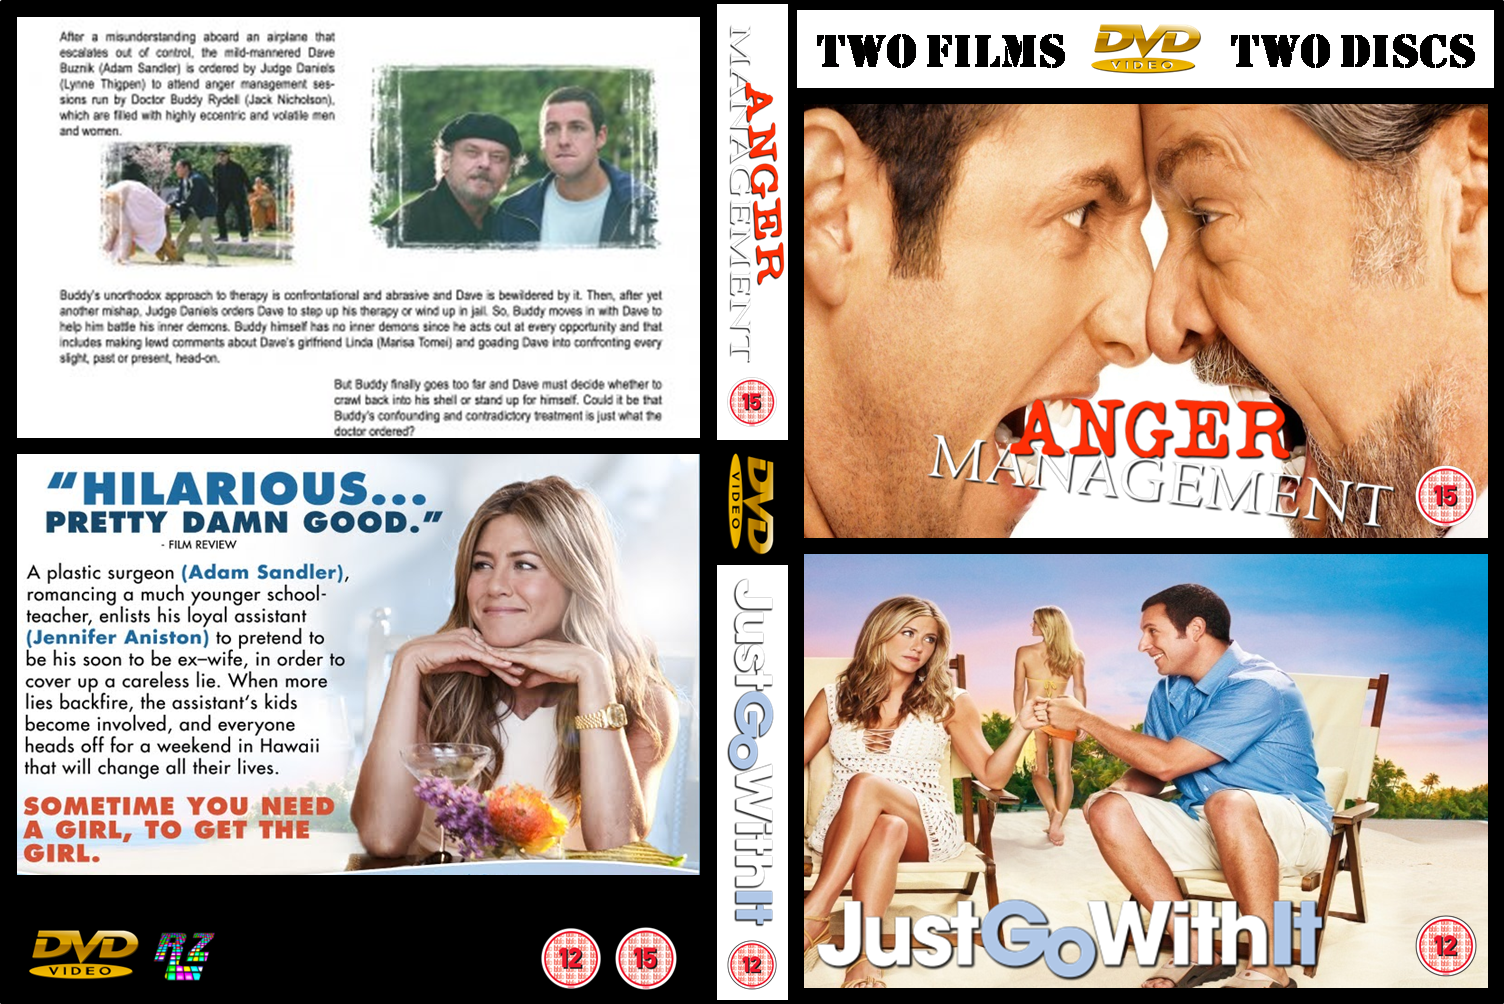 After a misunderstanding aboard an airplane that
escalates out of control, the mild-mannered Dave
Buznik (Adam Sandler) is ordered by Judge Daniels
(Lynne Thigpen) to attend anger management ses-
sions run by Doctor Buddy Rydell (Jack Nicholson),
which are filled with highly eccentric and volatile men
and women.
Buddy's unorthodox approach to therapy is confrontational and abrasive and Dave is bewildered by it. Then, after yet
another mishap, Judge Daniels orders Dave to step up his therapy or wind up in jail. So, Buddy moves in with Dave to
help him battle his inner demons. Buddy himself has no inner demons since he acts out at every opportunity and that
includes making lewd comments about Dave's girlfriend Linda (Marisa Tomei) and goading Dave into confronting every
slight, past or present, head-on.
But Buddy finally goes too far and Dave must decide whether to
crawl back into his shell or stand up for himself. Could it be that
Buddy's confounding and contradictory treatment is just what the
doctor ordered?
"HILARIOUS...
PRETTY DAMN GOOD."
- FILM REVIEW
A plastic surgeon (Adam Sandler),
romancing a much younger school-
teacher, enlists his loyal assistant
(Jennifer Aniston) to pretend to
be his soon to be ex–wife, in order to
cover up a careless lie. When more
lies backfire, the assistant's kids
become involved, and everyone
heads off for a weekend in Hawaii
that will change all their lives.
SOMETIME YOU NEED
A GIRL, TO GET THE
GIRL.
DVD
VIDEO
12
15
ANGER
MANAGEMENT
15
DVD
VIDEO
JustGoWithIt
12
TWO FILMS
DVD
VIDEO
TWO DISCS
ANGER
MANAGEMENT
15
JustGoWithIt
12